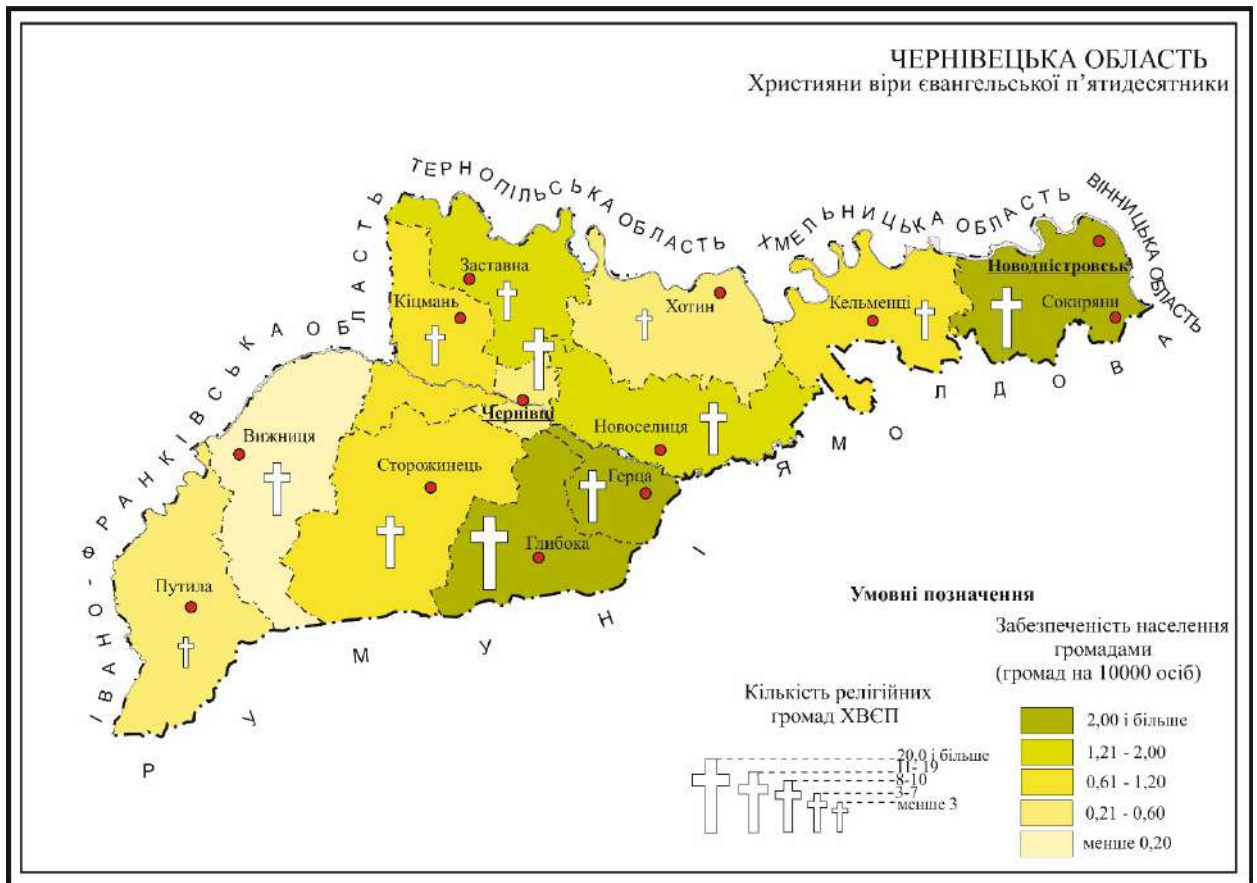 ЧЕРНІВЕЦЬКА ОБЛАСТЬ
Християни віри євангельської п’ятидесятники
ТЕРНОПІЛЬСЬКА ОБЛАСТЬ
ХМЕЛЬНИЦЬКА ОБЛАСТЬ
ВІННИЦЬКА ОБЛАСТЬ
ІВАНО-ФРАНКІВСЬКА ОБЛАСТЬ
МОЛДОВА
РУМУНІЯ
Заставна
Новодністровськ
Кіцмань
Хотин
Кельменці
Сокиряни
Чернівці
Вижниця
Новоселиця
Сторожинець
Герца
Глибока
Путила
Умовні позначення
Кількість релігійних
громад ХВЄП
20,0 і більше
11- 19
8-10
3-7
менше 3
Забезпеченість населення
громадами
(громад на 10000 осіб)
2,00 і більше
1,21 - 2,00
0,61 - 1,20
0,21 - 0,60
менше 0,20